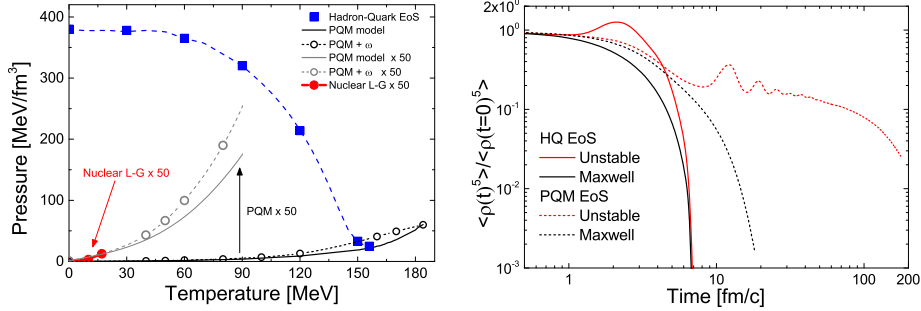 400
300
200
100
0
Pressure [MeV/fm³]
0 30 60 90 120 150 180
Temperature [MeV]
Hadron-Quark EoS
PQM model
PQM + ω
PQM model x 50
PQM + ω x 50
Nuclear L-G x 50
Nuclear L-G x 50
PQM x 50
2x10⁰
10⁰
10⁻¹
10⁻²
10⁻³
<ρ(t)⁵>/<ρ(t=0)⁵>
1 10 100 200
Time [fm/c]
HQ EoS
Unstable
Maxwell
PQM EoS
Unstable
Maxwell